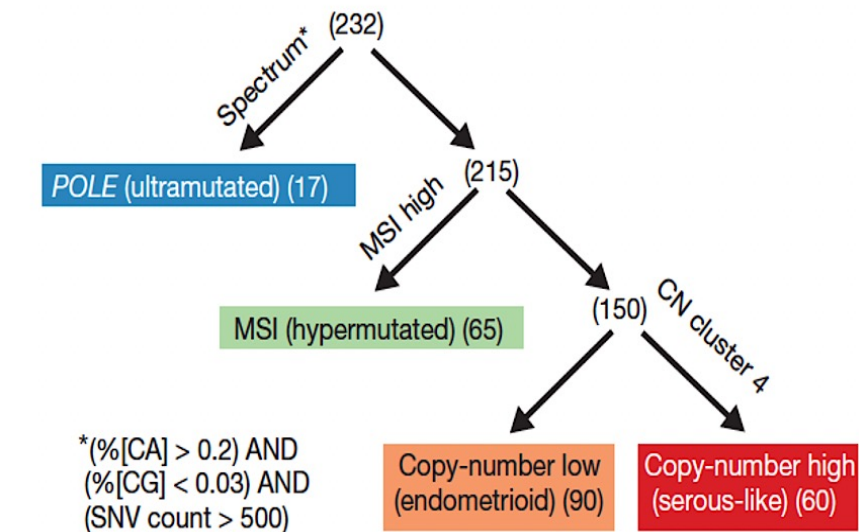 (232)
Spectrum*
POLE (ultramutated) (17)
(215)
MSI high
MSI (hypermutated) (65)
(150)
CN cluster 4
Copy-number low
(endometrioid) (90)
Copy-number high
(serous-like) (60)
*(%[CA] > 0.2) AND
(%[CG] < 0.03) AND
(SNV count > 500)